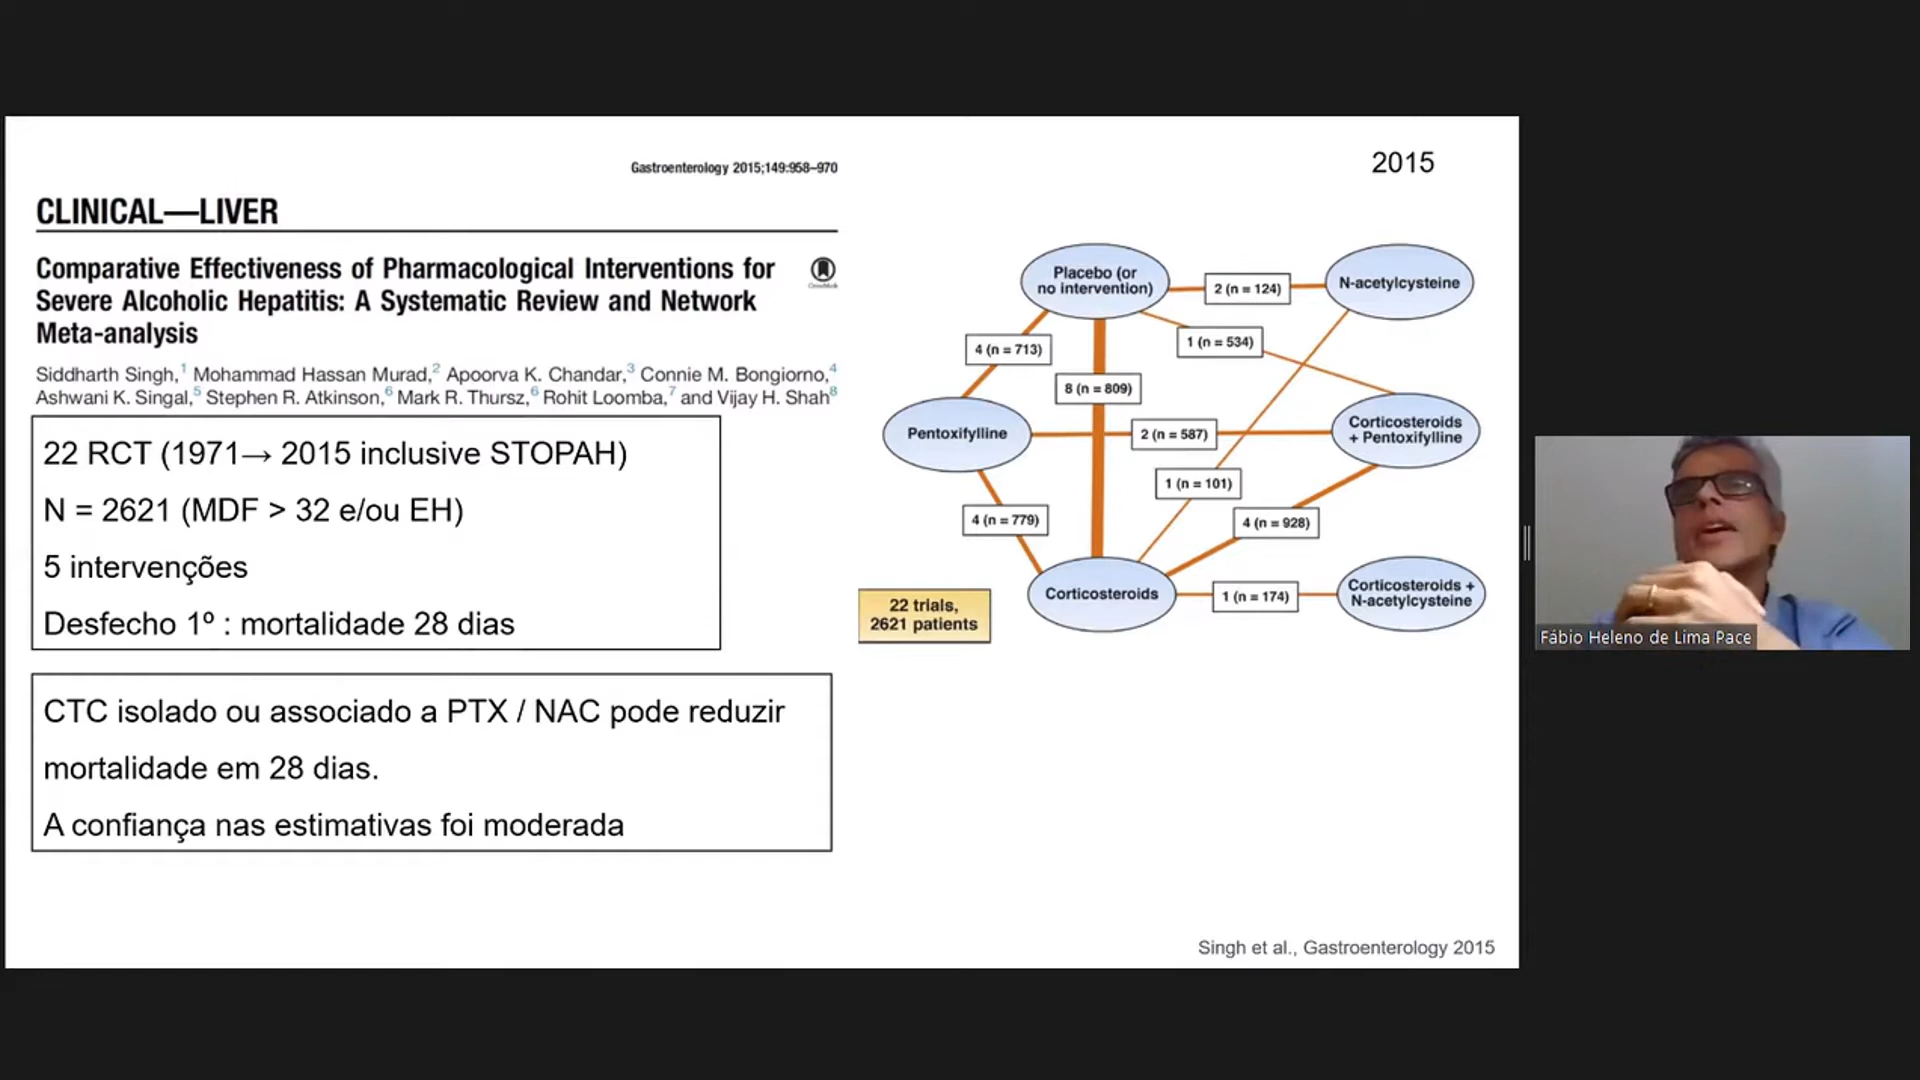 Gastroenterology 2015;149:958–970
2015
CLINICAL—LIVER
Comparative Effectiveness of Pharmacological Interventions for
Severe Alcoholic Hepatitis: A Systematic Review and Network
Meta-analysis
CrossMark
Siddharth Singh,1 Mohammad Hassan Murad,2 Apoorva K. Chandar,3 Connie M. Bongiorno,4
Ashwani K. Singal,5 Stephen R. Atkinson,6 Mark R. Thursz,6 Rohit Loomba,7 and Vijay H. Shah8
22 RCT (1971→ 2015 inclusive STOPAH)
N = 2621 (MDF > 32 e/ou EH)
5 intervenções
Desfecho 1º : mortalidade 28 dias
CTC isolado ou associado a PTX / NAC pode reduzir
mortalidade em 28 dias.
A confiança nas estimativas foi moderada
Placebo (or
no intervention)
2 (n = 124)
N-acetylcysteine
4 (n = 713)
1 (n = 534)
8 (n = 809)
Pentoxifylline
2 (n = 587)
Corticosteroids
+ Pentoxifylline
1 (n = 101)
4 (n = 779)
4 (n = 928)
Corticosteroids
1 (n = 174)
Corticosteroids +
N-acetylcysteine
22 trials,
2621 patients
Singh et al., Gastroenterology 2015
Fábio Heleno de Lima Pace